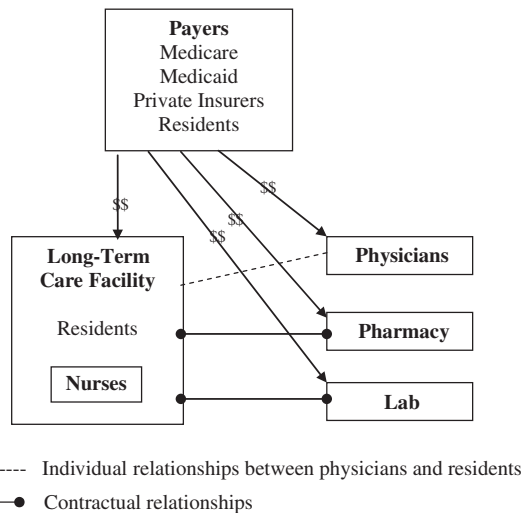 Payers
Medicare
Medicaid
Private Insurers
Residents
$$
$$
$$
$$
Long-Term
Care Facility
Residents
Nurses
Physicians
Pharmacy
Lab
Individual relationships between physicians and residents
Contractual relationships